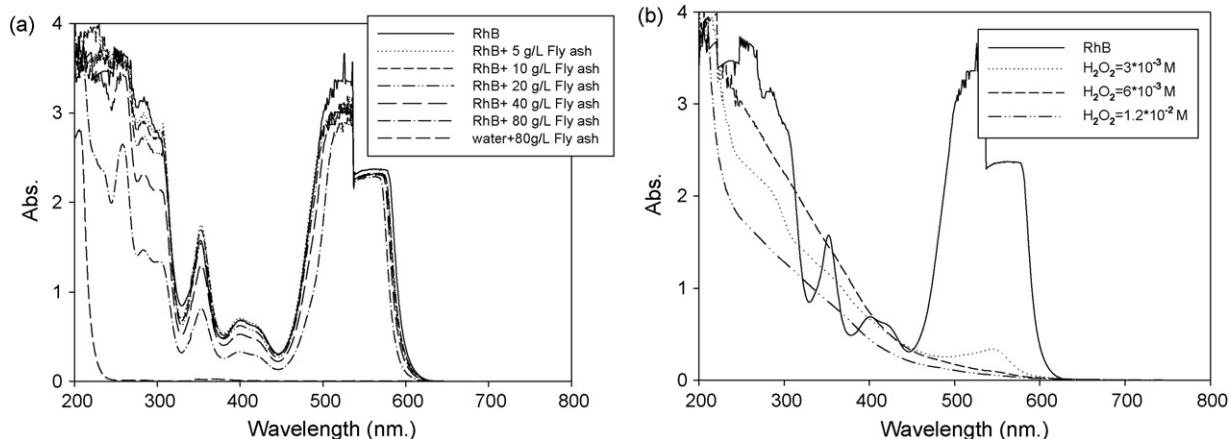 (a)
RhB
RhB+ 5 g/L Fly ash
RhB+ 10 g/L Fly ash
RhB+ 20 g/L Fly ash
RhB+ 40 g/L Fly ash
RhB+ 80 g/L Fly ash
water+80g/L Fly ash
4
3
2
1
0
Abs.
200 300 400 500 600 700 800
Wavelength (nm.)
(b)
RhB
H₂O₂=3*10⁻³ M
H₂O₂=6*10⁻³ M
H₂O₂=1.2*10⁻² M
4
3
2
1
0
Abs.
200 300 400 500 600 700 800
Wavelength (nm.)